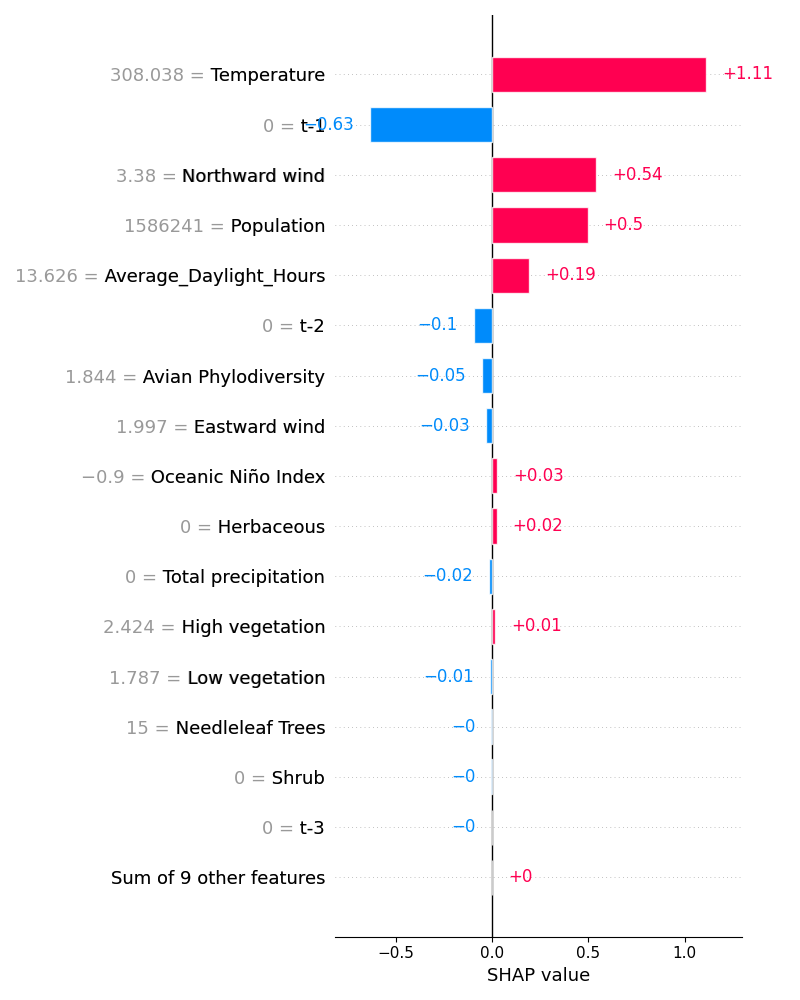 308.038 = Temperature +1.11
0 = t-1 −0.63
3.38 = Northward wind +0.54
1586241 = Population +0.5
13.626 = Average_Daylight_Hours +0.19
0 = t-2 −0.1
1.844 = Avian Phylodiversity −0.05
1.997 = Eastward wind −0.03
−0.9 = Oceanic Niño Index +0.03
0 = Herbaceous +0.02
0 = Total precipitation −0.02
2.424 = High vegetation +0.01
1.787 = Low vegetation −0.01
15 = Needleleaf Trees −0
0 = Shrub −0
0 = t-3 −0
Sum of 9 other features +0
−0.5 0.0 0.5 1.0
SHAP value